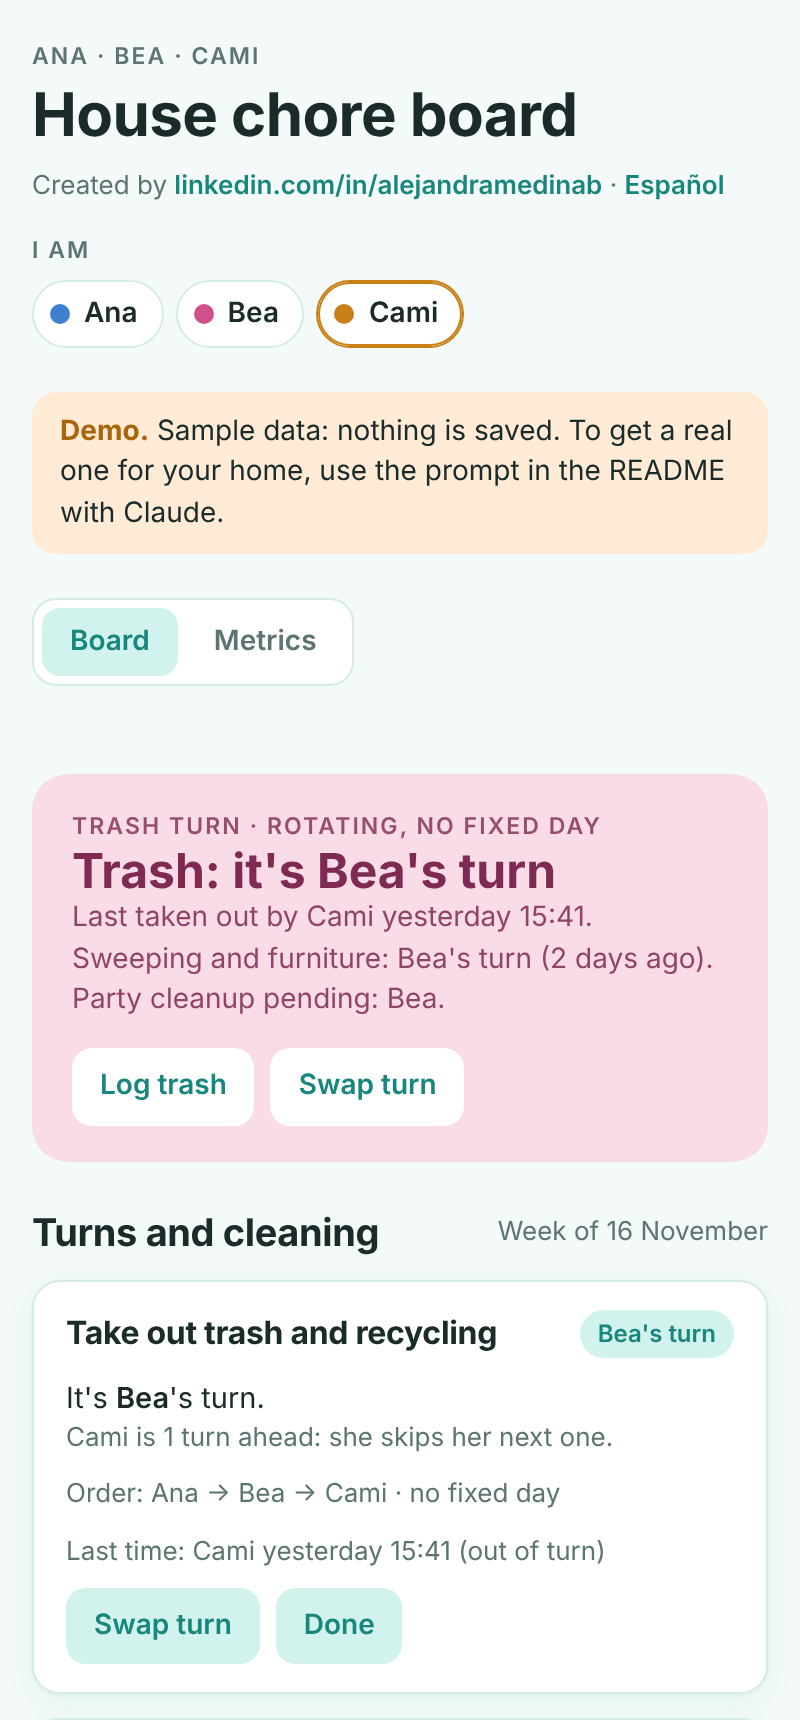 ANA · BEA · CAMI
House chore board
Created by linkedin.com/in/alejandramedinab · Español
I AM
Ana
Bea
Cami
Demo. Sample data: nothing is saved. To get a real
one for your home, use the prompt in the README
with Claude.
Board
Metrics
TRASH TURN · ROTATING, NO FIXED DAY
Trash: it's Bea's turn
Last taken out by Cami yesterday 15:41.
Sweeping and furniture: Bea's turn (2 days ago).
Party cleanup pending: Bea.
Log trash
Swap turn
Turns and cleaning
Week of 16 November
Take out trash and recycling
Bea's turn
It's Bea's turn.
Cami is 1 turn ahead: she skips her next one.
Order: Ana → Bea → Cami · no fixed day
Last time: Cami yesterday 15:41 (out of turn)
Swap turn
Done